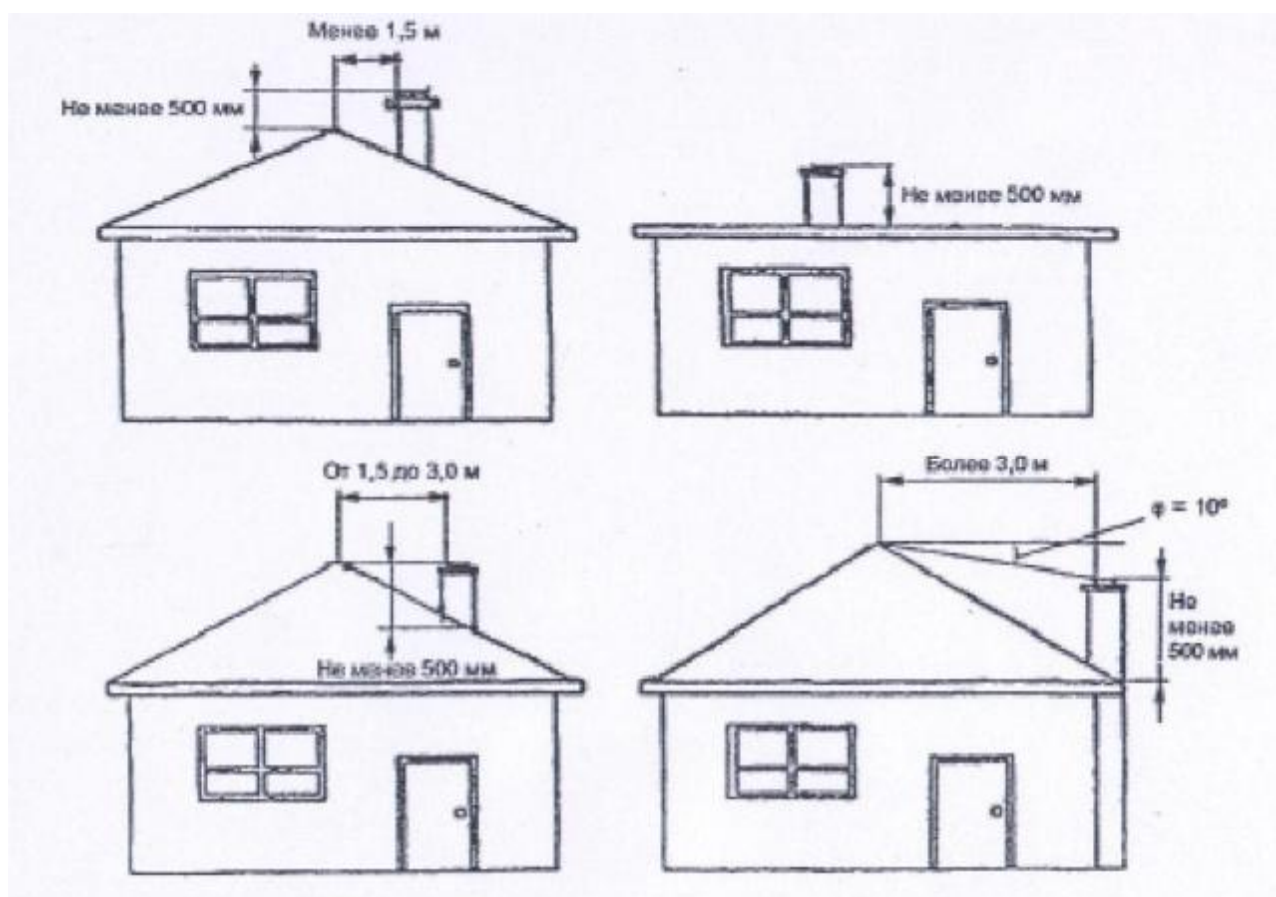 Менее 1,5 м
Не менее 500 мм
Не менее 500 мм
От 1,5 до 3,0 м
Не менее 500 мм
Более 3,0 м
φ = 10º
Не
менее
500 мм